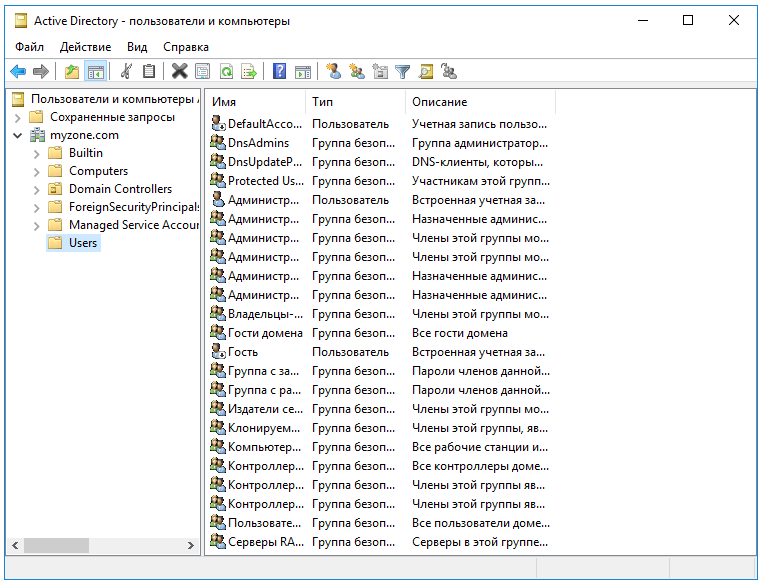 Active Directory - пользователи и компьютеры
Файл Действие Вид Справка
Пользователи и компьютеры
Сохраненные запросы
myzone.com
Builtin
Computers
Domain Controllers
ForeignSecurityPrincipals
Managed Service Accour
Users
Имя Тип Описание
DefaultAcco... Пользователь Учетная запись пользо...
DnsAdmins Группа безоп... Группа администратор...
DnsUpdateP... Группа безоп... DNS-клиенты, которы...
Protected Us... Группа безоп... Участникам этой групп...
Администр... Пользователь Встроенная учетная за...
Администр... Группа безоп... Назначенные админис...
Администр... Группа безоп... Члены этой группы мо...
Администр... Группа безоп... Члены этой группы мо...
Администр... Группа безоп... Назначенные админис...
Администр... Группа безоп... Назначенные админис...
Владельцы-... Группа безоп... Члены этой группы мо...
Гости домена Группа безоп... Все гости домена
Гость Пользователь Встроенная учетная за...
Группа с за... Группа безоп... Пароли членов данной...
Группа с ра... Группа безоп... Пароли членов данной...
Издатели се... Группа безоп... Члены этой группы мо...
Клонируем... Группа безоп... Члены этой группы, яв...
Компьютер... Группа безоп... Все рабочие станции и...
Контроллер... Группа безоп... Все контроллеры доме...
Контроллер... Группа безоп... Члены этой группы яв...
Контроллер... Группа безоп... Члены этой группы яв...
Пользовате... Группа безоп... Все пользователи доме...
Серверы RA... Группа безоп... Серверы в этой группе...